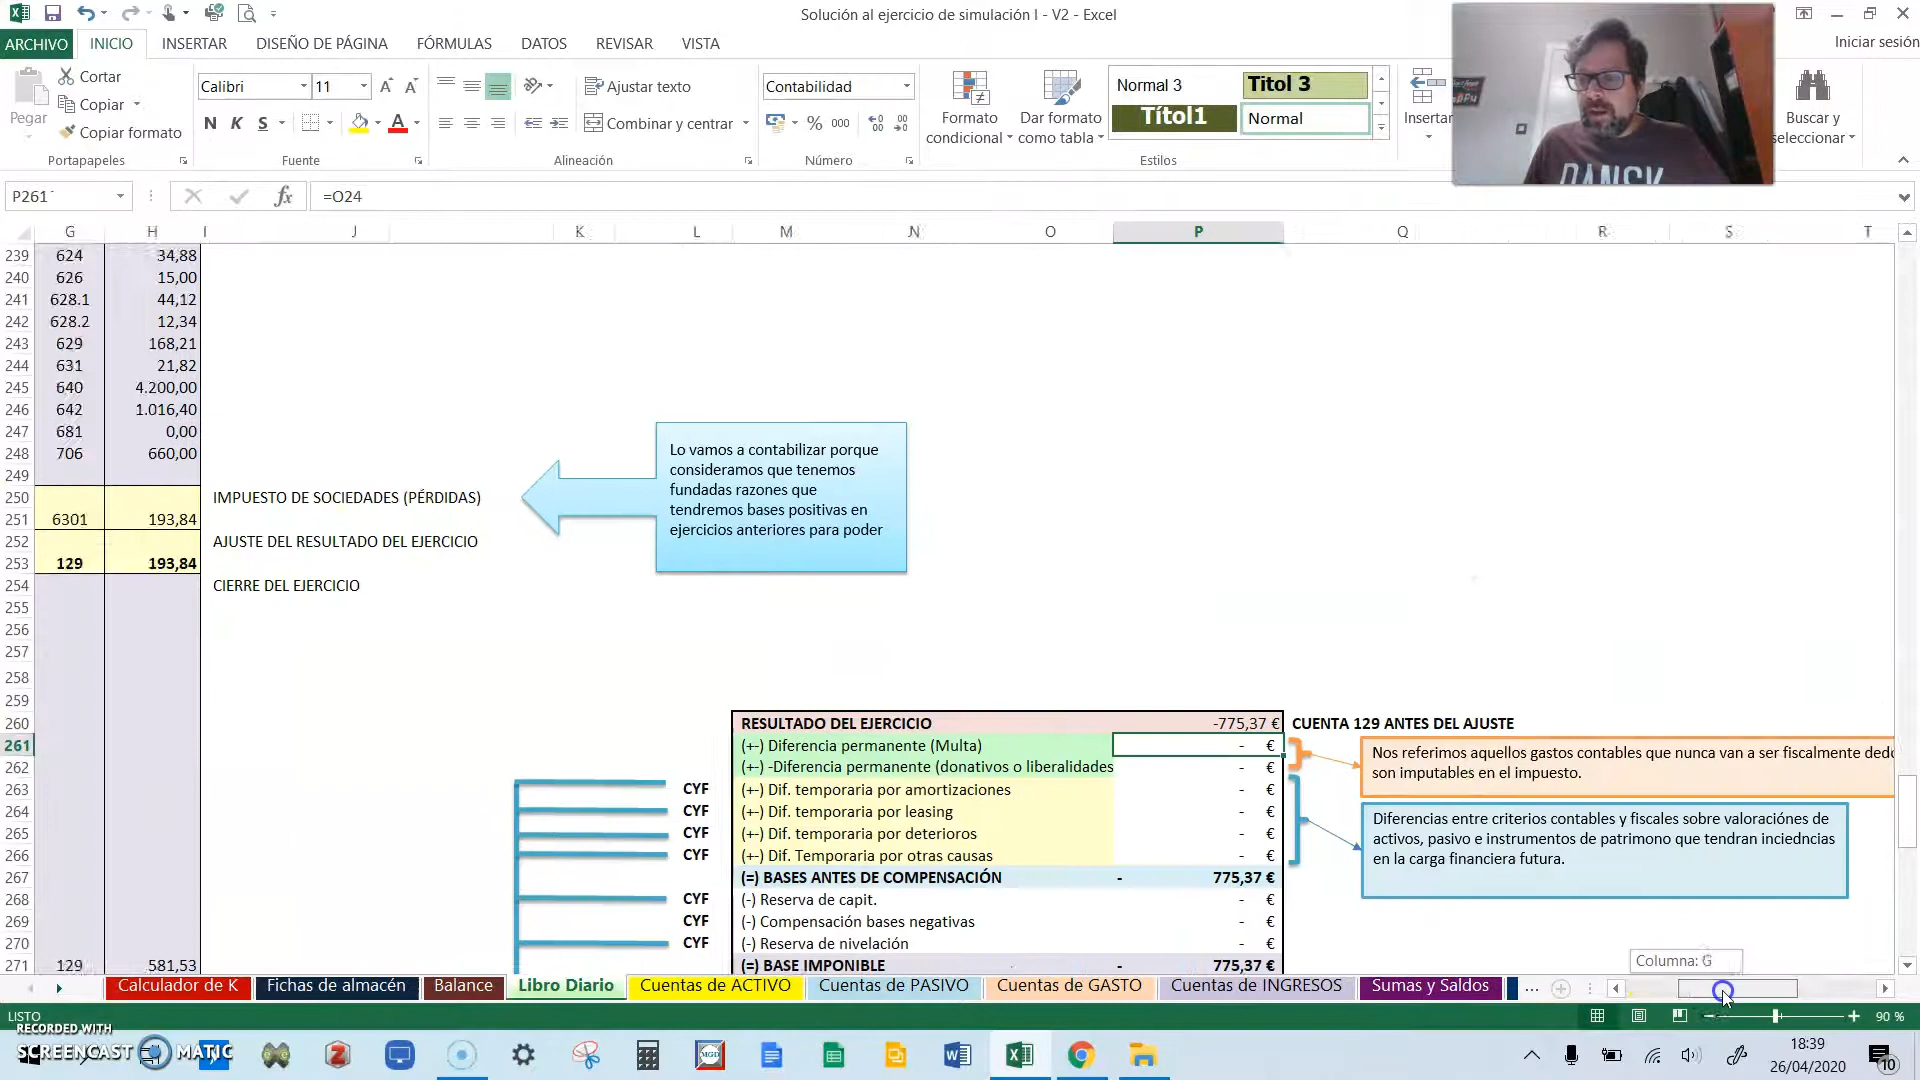 Solución al ejercicio de simulación I - V2 - Excel
ARCHIVO INICIO INSERTAR DISEÑO DE PÁGINA FÓRMULAS DATOS REVISAR VISTA
Iniciar sesión
Pegar
Cortar
Copiar
Copiar formato
Portapapeles
Calibri 11
N K S
Fuente
Ajustar texto
Combinar y centrar
Alineación
Contabilidad
% 000
Número
Formato condicional
Dar formato como tabla
Normal 3 Títol 3
Títol1 Normal
Estilos
Insertar
Buscar y seleccionar
DANSK
P261 fx =O24
G H I J K L M N O P Q R S T
239 624 34,88
240 626 15,00
241 628.1 44,12
242 628.2 12,34
243 629 168,21
244 631 21,82
245 640 4.200,00
246 642 1.016,40
247 681 0,00
248 706 660,00
249
250 IMPUESTO DE SOCIEDADES (PÉRDIDAS)
251 6301 193,84
252 AJUSTE DEL RESULTADO DEL EJERCICIO
253 129 193,84
254 CIERRE DEL EJERCICIO
255
256
257
258
259
Lo vamos a contabilizar porque
consideramos que tenemos
fundadas razones que
tendremos bases positivas en
ejercicios anteriores para poder
260 RESULTADO DEL EJERCICIO -775,37 € CUENTA 129 ANTES DEL AJUSTE
261 (+-) Diferencia permanente (Multa) - €
262 (+-) -Diferencia permanente (donativos o liberalidades - €
263 CYF (+-) Dif. temporaria por amortizaciones - €
264 CYF (+-) Dif. temporaria por leasing - €
265 CYF (+-) Dif. temporaria por deterioros - €
266 CYF (+-) Dif. Temporaria por otras causas - €
267 (=) BASES ANTES DE COMPENSACIÓN - 775,37 €
268 CYF (-) Reserva de capit. - €
269 CYF (-) Compensación bases negativas - €
270 CYF (-) Reserva de nivelación - €
271 129 581,53 (=) BASE IMPONIBLE - 775,37 €
Nos referimos aquellos gastos contables que nunca van a ser fiscalmente dedu
son imputables en el impuesto.
Diferencias entre criterios contables y fiscales sobre valoraciónes de
activos, pasivo e instrumentos de patrimono que tendran inciedncias
en la carga financiera futura.
Columna: G
Calculador de K Fichas de almacén Balance Libro Diario Cuentas de ACTIVO Cuentas de PASIVO Cuentas de GASTO Cuentas de INGRESOS Sumas y Saldos ...
LISTO 90 %
RECORDED WITH
SCREENCAST MATIC
18:39
26/04/2020
10